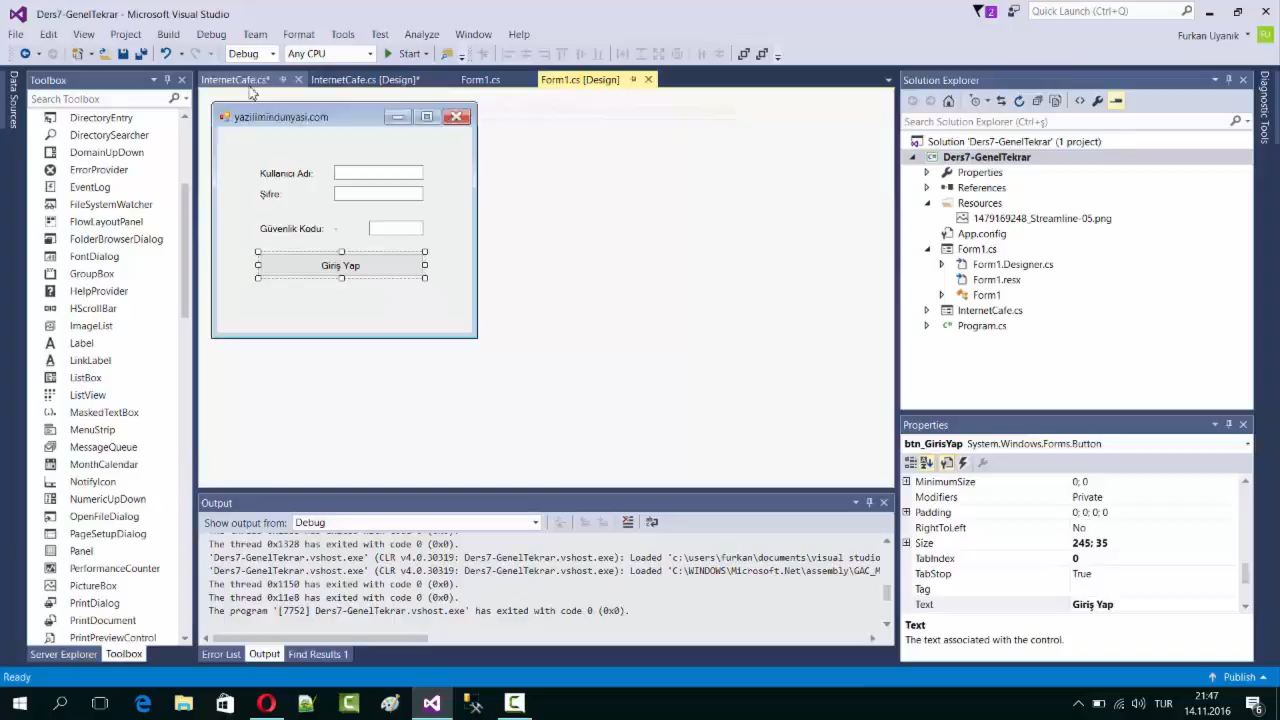 Ders7-GenelTekrar - Microsoft Visual Studio
2
Quick Launch (Ctrl+Q)
File Edit View Project Build Debug Team Format Tools Test Analyze Window Help
Furkan Uyanik
FU
Debug
Any CPU
Start
Data Sources
Toolbox
Search Toolbox
DirectoryEntry
DirectorySearcher
DomainUpDown
ErrorProvider
EventLog
FileSystemWatcher
FlowLayoutPanel
FolderBrowserDialog
FontDialog
GroupBox
HelpProvider
HScrollBar
ImageList
Label
LinkLabel
ListBox
ListView
MaskedTextBox
MenuStrip
MessageQueue
MonthCalendar
NotifyIcon
NumericUpDown
OpenFileDialog
PageSetupDialog
Panel
PerformanceCounter
PictureBox
PrintDialog
PrintDocument
PrintPreviewControl
Server Explorer
Toolbox
InternetCafe.cs*
InternetCafe.cs [Design]*
Form1.cs
Form1.cs [Design]
yazilimindunyasi.com
Kullanıcı Adı:
Şifre:
Güvenlik Kodu: -
Giriş Yap
Output
Show output from: Debug
The thread 0x1328 has exited with code 0 (0x0).
'Ders7-GenelTekrar.vshost.exe' (CLR v4.0.30319: Ders7-GenelTekrar.vshost.exe): Loaded 'c:\users\furkan\documents\visual studio
'Ders7-GenelTekrar.vshost.exe' (CLR v4.0.30319: Ders7-GenelTekrar.vshost.exe): Loaded 'C:\WINDOWS\Microsoft.Net\assembly\GAC_M
The thread 0x1150 has exited with code 0 (0x0).
The thread 0x11e8 has exited with code 0 (0x0).
The program '[7752] Ders7-GenelTekrar.vshost.exe' has exited with code 0 (0x0).
Error List
Output
Find Results 1
Solution Explorer
Search Solution Explorer (Ctrl+ş)
Solution 'Ders7-GenelTekrar' (1 project)
Ders7-GenelTekrar
Properties
References
Resources
1479169248_Streamline-05.png
App.config
Form1.cs
Form1.Designer.cs
Form1.resx
Form1
InternetCafe.cs
Program.cs
Properties
btn_GirisYap System.Windows.Forms.Button
MinimumSize 0; 0
Modifiers Private
Padding 0; 0; 0; 0
RightToLeft No
Size 245; 35
TabIndex 0
TabStop True
Tag
Text Giriş Yap
Text
The text associated with the control.
Diagnostic Tools
Ready
Publish
TUR
21:47
14.11.2016
6